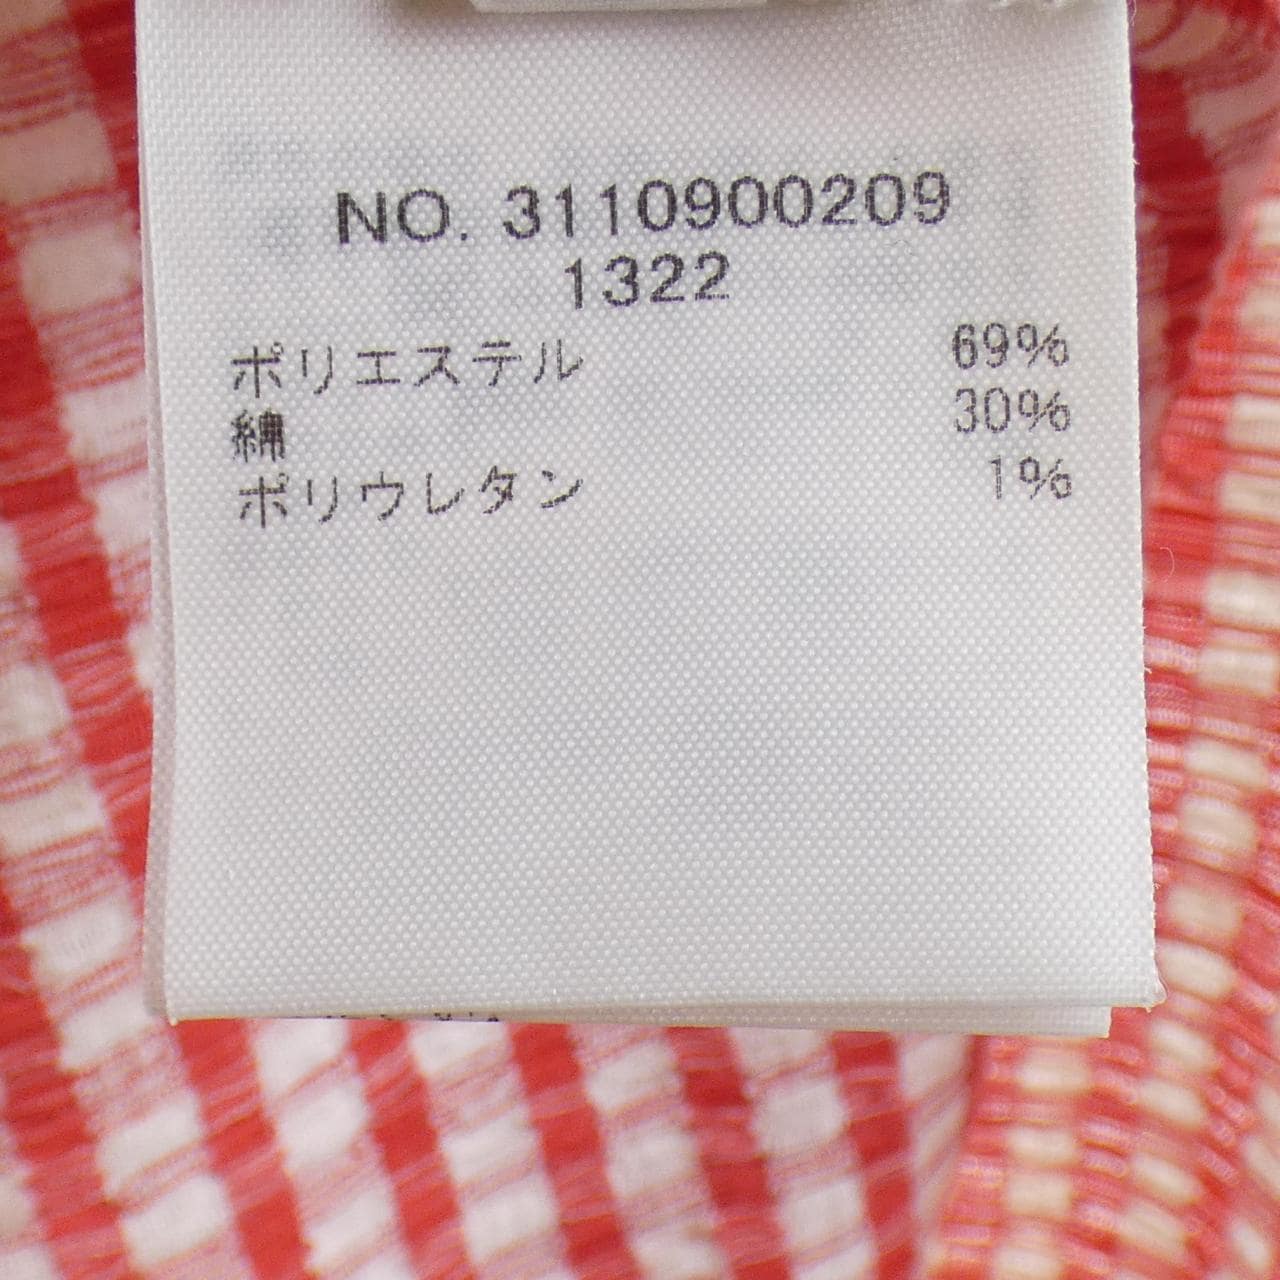 NO. 3110900209
1322
ポリエステル 69%
綿 30%
ポリウレタン 1%